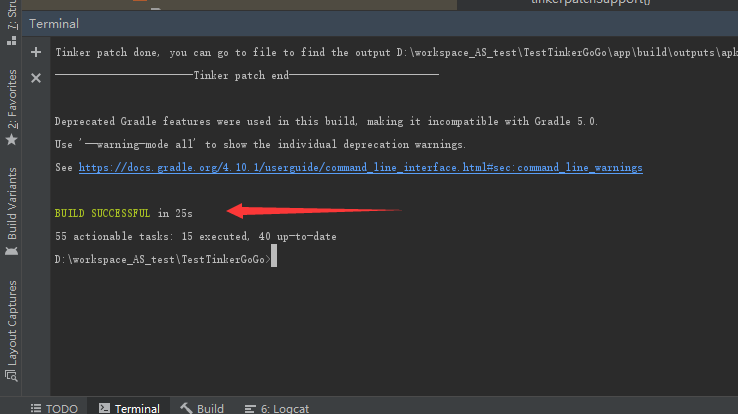 tinkerpatchSupport{}
Terminal
Tinker patch done, you can go to file to find the output D:\workspace_AS_test\TestTinkerGoGo\app\build\outputs\apk
-----------------------Tinker patch end-------------------------
Deprecated Gradle features were used in this build, making it incompatible with Gradle 5.0.
Use '--warning-mode all' to show the individual deprecation warnings.
See https://docs.gradle.org/4.10.1/userguide/command_line_interface.html#sec:command_line_warnings
BUILD SUCCESSFUL in 25s
55 actionable tasks: 15 executed, 40 up-to-date
D:\workspace_AS_test\TestTinkerGoGo>
2: Favorites
Build Variants
Layout Captures
TODO
Terminal
Build
6: Logcat